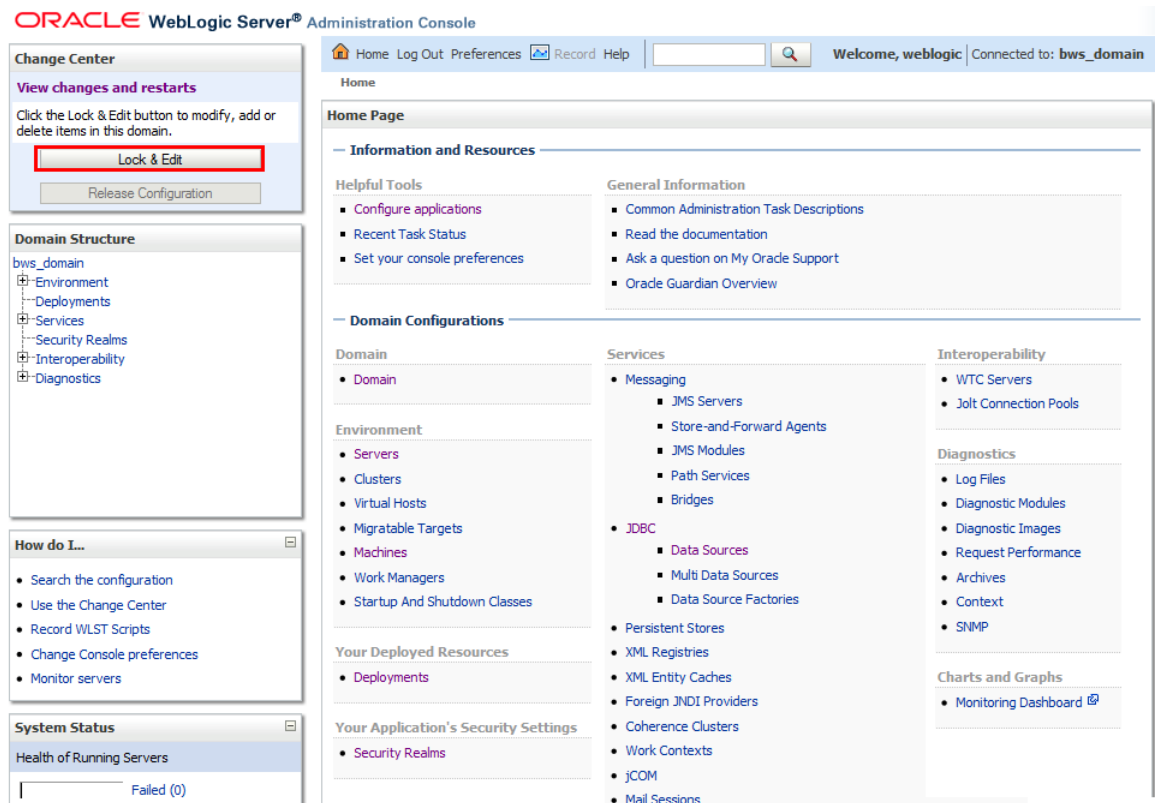 ORACLE WebLogic Server® Administration Console
Change Center
View changes and restarts
Click the Lock & Edit button to modify, add or
delete items in this domain.
Lock & Edit
Release Configuration
Domain Structure
bws_domain
Environment
Deployments
Services
Security Realms
Interoperability
Diagnostics
How do I...
Search the configuration
Use the Change Center
Record WLST Scripts
Change Console preferences
Monitor servers
System Status
Health of Running Servers
Failed (0)
Home Log Out Preferences Record Help
Welcome, weblogic Connected to: bws_domain
Home
Home Page
Information and Resources
Helpful Tools
Configure applications
Recent Task Status
Set your console preferences
General Information
Common Administration Task Descriptions
Read the documentation
Ask a question on My Oracle Support
Oracle Guardian Overview
Domain Configurations
Domain
Domain
Environment
Servers
Clusters
Virtual Hosts
Migratable Targets
Machines
Work Managers
Startup And Shutdown Classes
Your Deployed Resources
Deployments
Your Application's Security Settings
Security Realms
Services
Messaging
JMS Servers
Store-and-Forward Agents
JMS Modules
Path Services
Bridges
JDBC
Data Sources
Multi Data Sources
Data Source Factories
Persistent Stores
XML Registries
XML Entity Caches
Foreign JNDI Providers
Coherence Clusters
Work Contexts
jCOM
Mail Sessions
Interoperability
WTC Servers
Jolt Connection Pools
Diagnostics
Log Files
Diagnostic Modules
Diagnostic Images
Request Performance
Archives
Context
SNMP
Charts and Graphs
Monitoring Dashboard